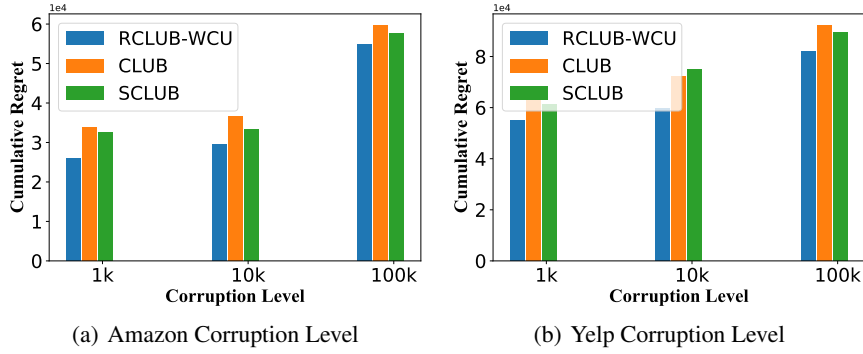 1e4
6
5
4
3
2
1
0
Cumulative Regret
RCLUB-WCU
CLUB
SCLUB
1k 10k 100k
Corruption Level
(a) Amazon Corruption Level
1e4
8
6
4
2
0
Cumulative Regret
RCLUB-WCU
CLUB
SCLUB
1k 10k 100k
Corruption Level
(b) Yelp Corruption Level